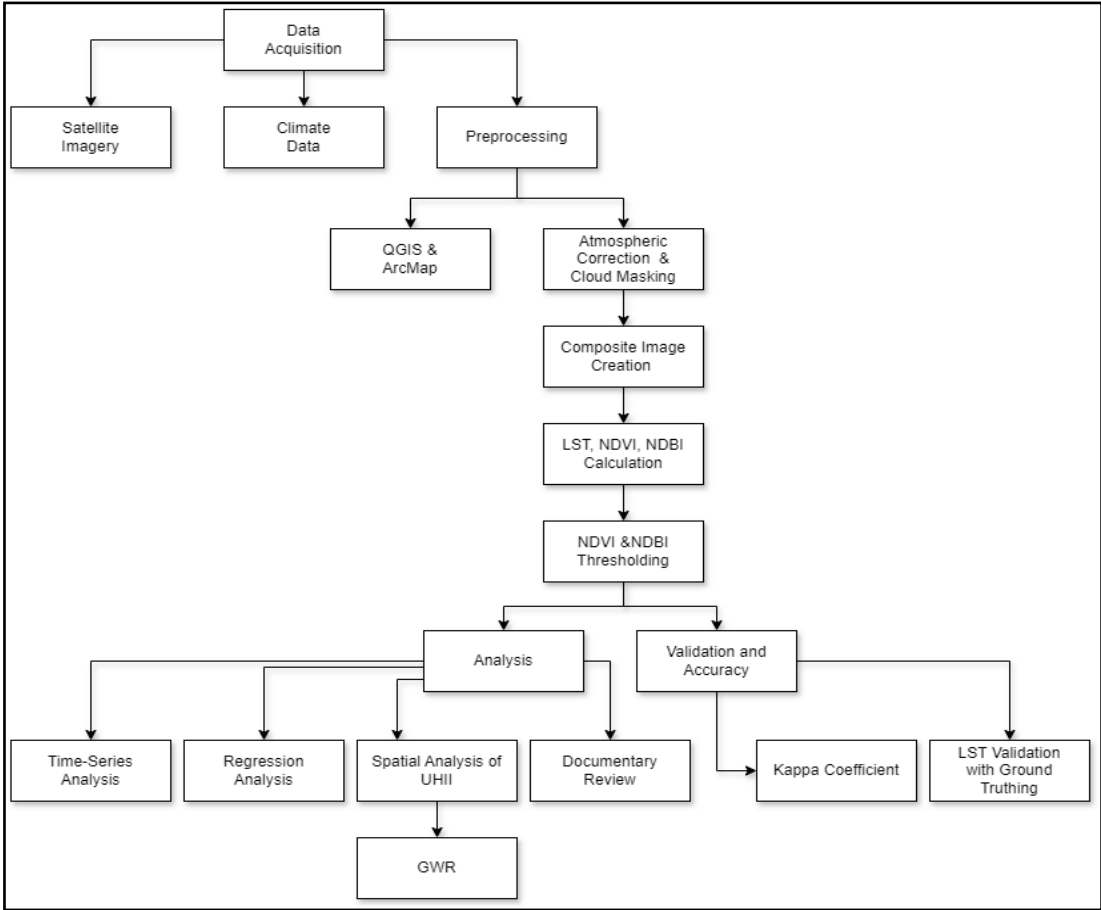 Data
Acquisition
Satellite
Imagery
Climate
Data
Preprocessing
QGIS &
ArcMap
Atmospheric
Correction &
Cloud Masking
Composite Image
Creation
LST, NDVI, NDBI
Calculation
NDVI &NDBI
Thresholding
Analysis
Validation and
Accuracy
Time-Series
Analysis
Regression
Analysis
Spatial Analysis of
UHII
Documentary
Review
Kappa Coefficient
LST Validation
with Ground
Truthing
GWR